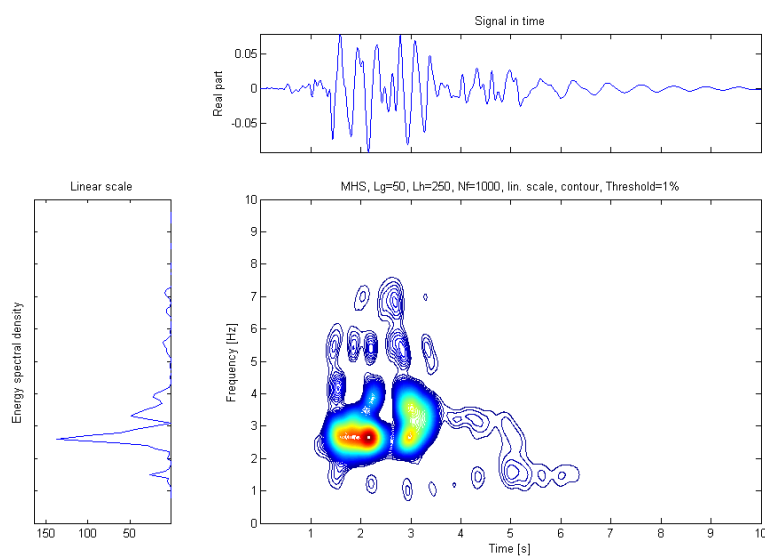 Signal in time
Real part
0.05
0
-0.05
Linear scale
Energy spectral density
150 100 50
MHS, Lg=50, Lh=250, Nf=1000, lin. scale, contour, Threshold=1%
Frequency [Hz]
10
9
8
7
6
5
4
3
2
1
0
1 2 3 4 5 6 7 8 9 10
Time [s]